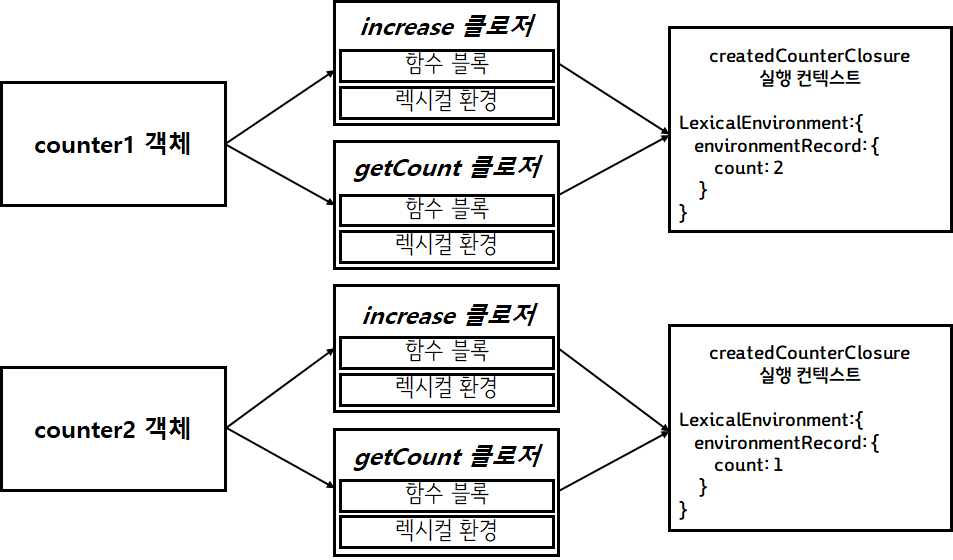 counter1 객체
increase 클로저
함수 블록
렉시컬 환경
getCount 클로저
함수 블록
렉시컬 환경
createdCounterClosure
실행 컨텍스트
LexicalEnvironment:{
environmentRecord: {
count: 2
}
}
counter2 객체
increase 클로저
함수 블록
렉시컬 환경
getCount 클로저
함수 블록
렉시컬 환경
createdCounterClosure
실행 컨텍스트
LexicalEnvironment:{
environmentRecord: {
count: 1
}
}